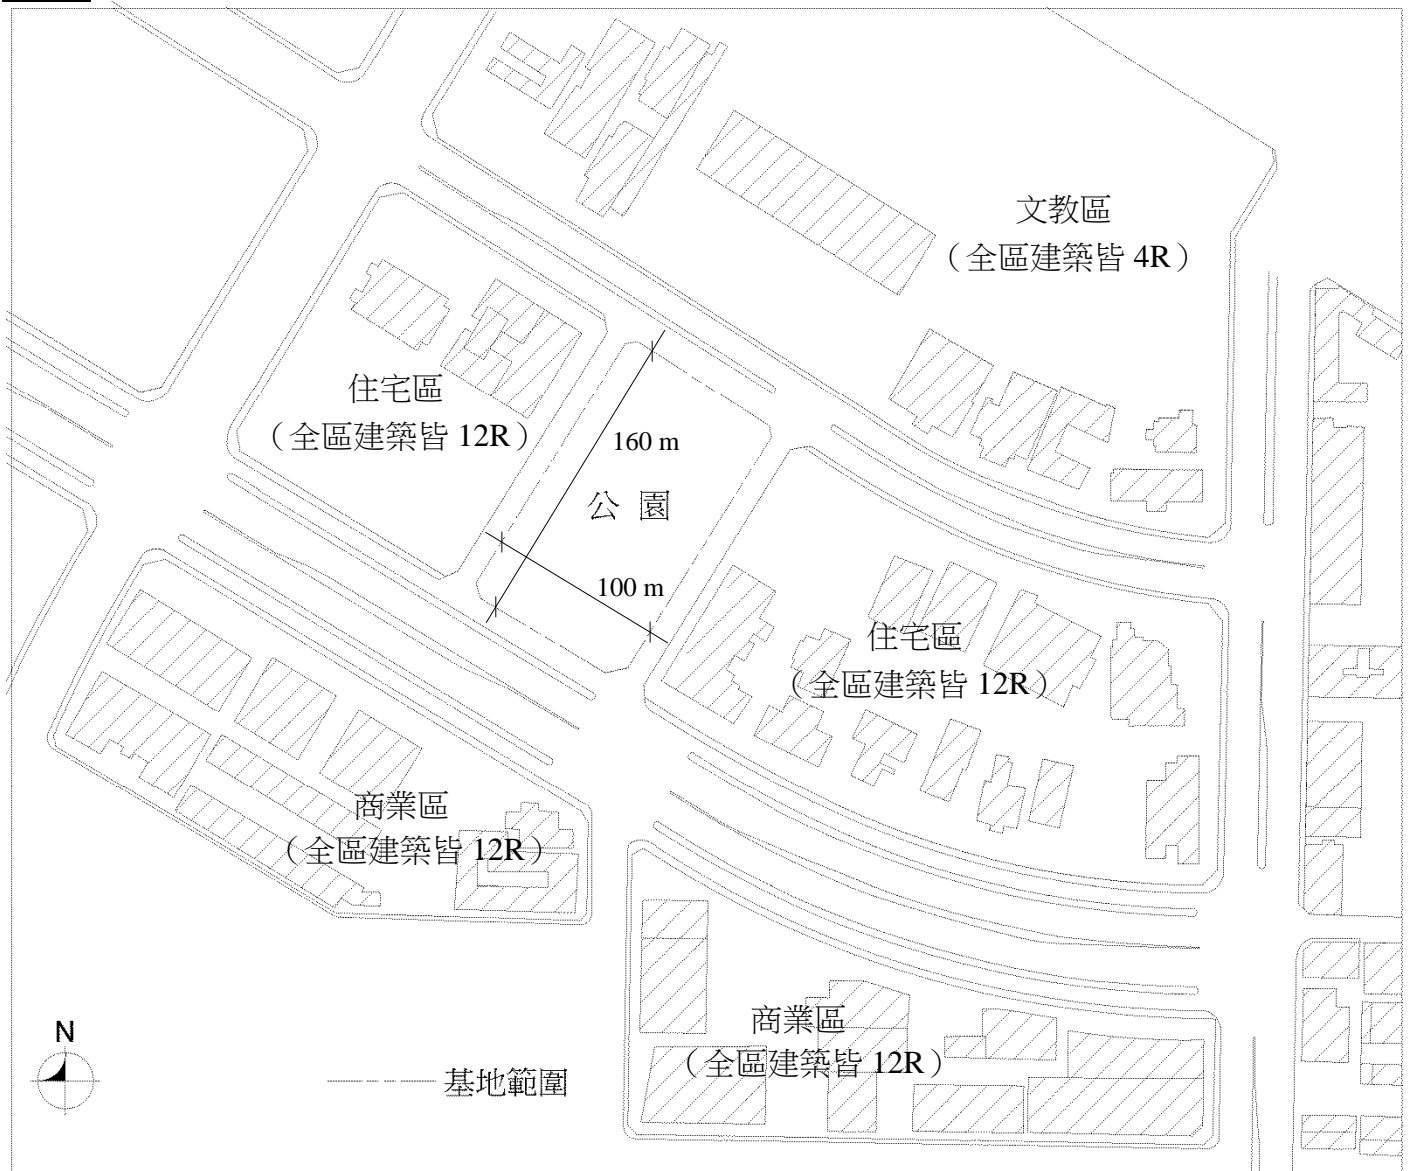 文教區
（全區建築皆 4R）
住宅區
（全區建築皆 12R）
160 m
公 園
100 m
住宅區
（全區建築皆 12R）
商業區
（全區建築皆 12R）
商業區
（全區建築皆 12R）
N
基地範圍